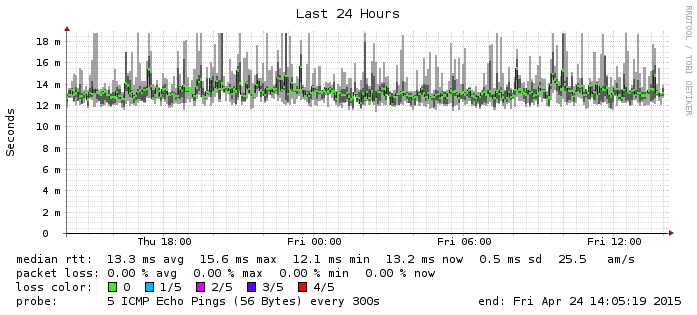 Last 24 Hours
RRDTOOL / TOBI OETIKER
Seconds
18 m
16 m
14 m
12 m
10 m
8 m
6 m
4 m
2 m
0
Thu 18:00 Fri 00:00 Fri 06:00 Fri 12:00
median rtt: 13.3 ms avg 15.6 ms max 12.1 ms min 13.2 ms now 0.5 ms sd 25.5 am/s
packet loss: 0.00 % avg 0.00 % max 0.00 % min 0.00 % now
loss color: 0 1/5 2/5 3/5 4/5
probe: 5 ICMP Echo Pings (56 Bytes) every 300s end: Fri Apr 24 14:05:19 2015